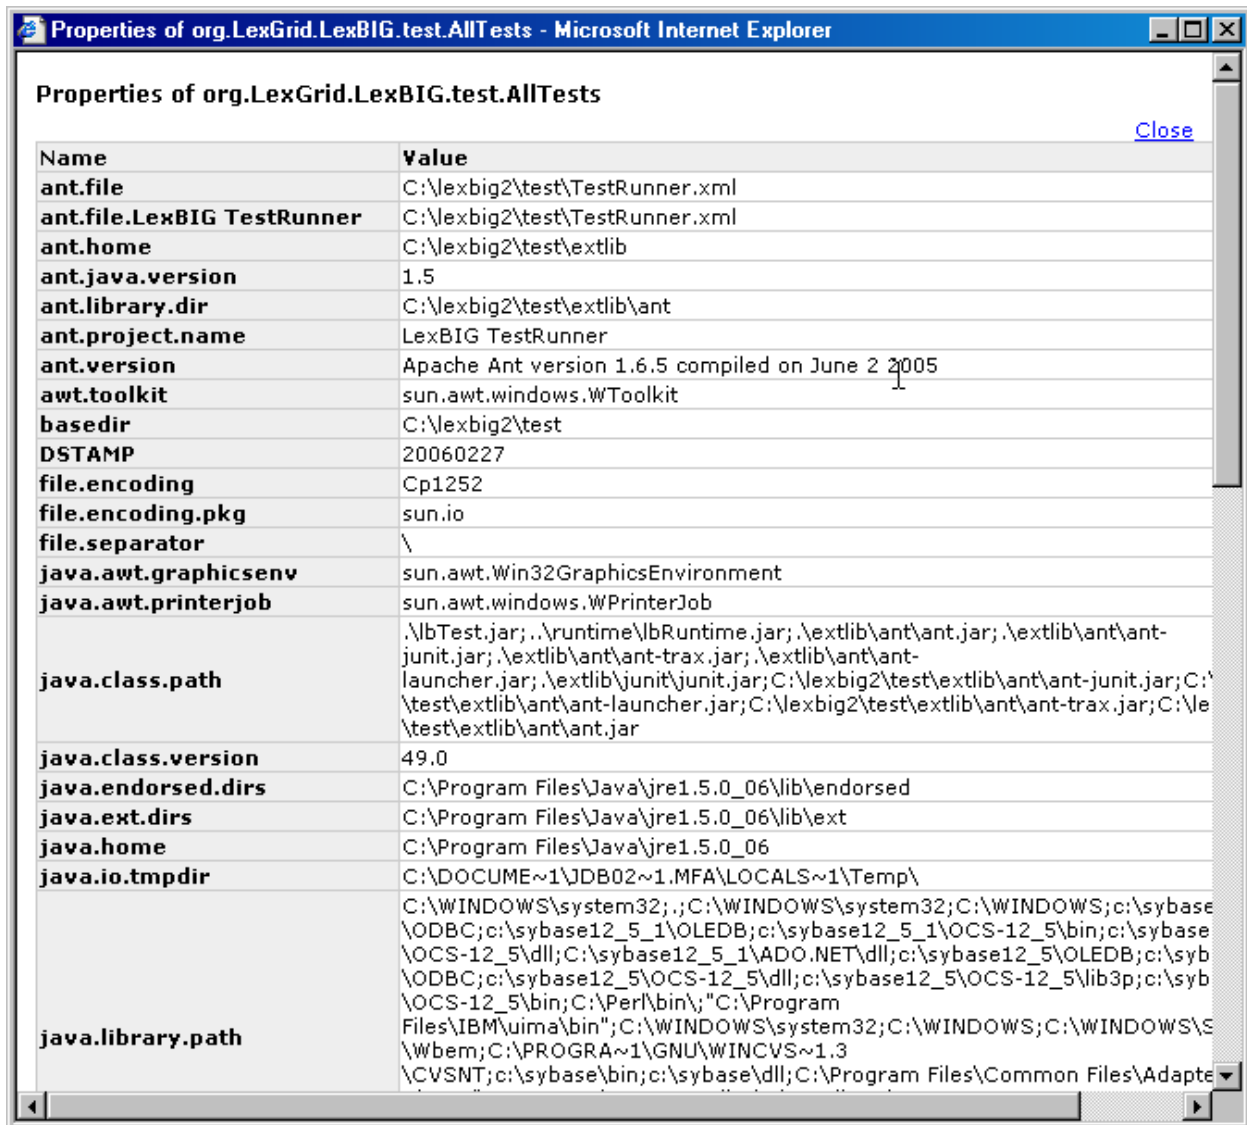 Properties of org.LexGrid.LexBIG.test.AllTests - Microsoft Internet Explorer
Properties of org.LexGrid.LexBIG.test.AllTests
Close
Name Value
ant.file C:\lexbig2\test\TestRunner.xml
ant.file.LexBIG TestRunner C:\lexbig2\test\TestRunner.xml
ant.home C:\lexbig2\test\extlib
ant.java.version 1.5
ant.library.dir C:\lexbig2\test\extlib\ant
ant.project.name LexBIG TestRunner
ant.version Apache Ant version 1.6.5 compiled on June 2 2005
awt.toolkit sun.awt.windows.WToolkit
basedir C:\lexbig2\test
DSTAMP 20060227
file.encoding Cp1252
file.encoding.pkg sun.io
file.separator \
java.awt.graphicsenv sun.awt.Win32GraphicsEnvironment
java.awt.printerjob sun.awt.windows.WPrinterJob
.\lbTest.jar;..\runtime\lbRuntime.jar;.\extlib\ant\ant.jar;.\extlib\ant\ant-
junit.jar;.\extlib\ant\ant-trax.jar;.\extlib\ant\ant-
java.class.path launcher.jar;.\extlib\junit\junit.jar;C:\lexbig2\test\extlib\ant\ant-junit.jar;C:\
\test\extlib\ant\ant-launcher.jar;C:\lexbig2\test\extlib\ant\ant-trax.jar;C:\le
\test\extlib\ant\ant.jar
java.class.version 49.0
java.endorsed.dirs C:\Program Files\Java\jre1.5.0_06\lib\endorsed
java.ext.dirs C:\Program Files\Java\jre1.5.0_06\lib\ext
java.home C:\Program Files\Java\jre1.5.0_06
java.io.tmpdir C:\DOCUME~1\JDB02~1.MFA\LOCALS~1\Temp\
C:\WINDOWS\system32;.;C:\WINDOWS\system32;C:\WINDOWS;c:\sybase
\ODBC;c:\sybase12_5_1\OLEDB;c:\sybase12_5_1\OCS-12_5\bin;c:\sybase
\OCS-12_5\dll;C:\sybase12_5_1\ADO.NET\dll;c:\sybase12_5\OLEDB;c:\syb
\ODBC;c:\sybase12_5\OCS-12_5\dll;c:\sybase12_5\OCS-12_5\lib3p;c:\syb
\OCS-12_5\bin;C:\Perl\bin\;"C:\Program
java.library.path Files\IBM\uima\bin";C:\WINDOWS\system32;C:\WINDOWS;C:\WINDOWS\S
\Wbem;C:\PROGRA~1\GNU\WINCVS~1.3
\CVSNT;c:\sybase\bin;c:\sybase\dll;C:\Program Files\Common Files\Adapte